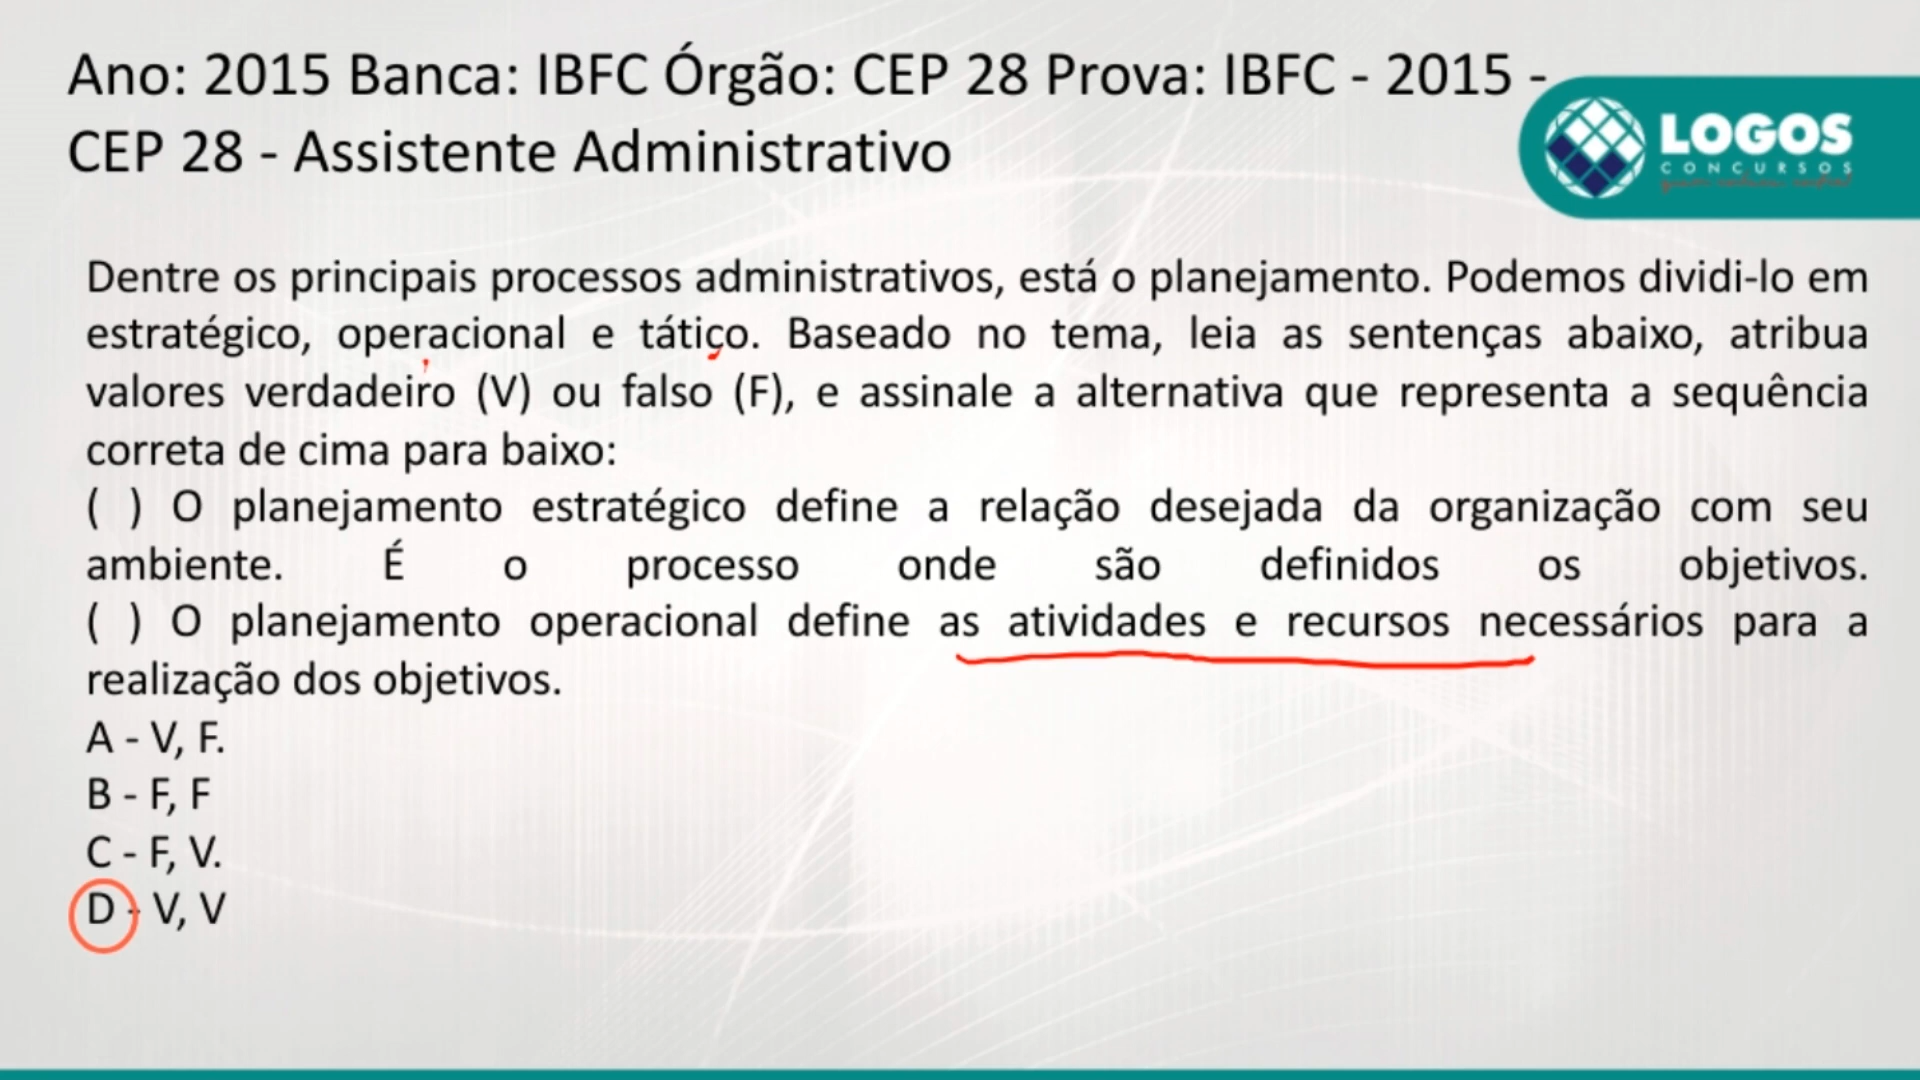 Ano: 2015 Banca: IBFC Órgão: CEP 28 Prova: IBFC - 2015 -
CEP 28 - Assistente Administrativo
LOGOS
CONCURSOS
Dentre os principais processos administrativos, está o planejamento. Podemos dividi-lo em
estratégico, operacional e tático. Baseado no tema, leia as sentenças abaixo, atribua
valores verdadeiro (V) ou falso (F), e assinale a alternativa que representa a sequência
correta de cima para baixo:
( ) O planejamento estratégico define a relação desejada da organização com seu
ambiente. É o processo onde são definidos os objetivos.
( ) O planejamento operacional define as atividades e recursos necessários para a
realização dos objetivos.
A - V, F.
B - F, F
C - F, V.
D - V, V